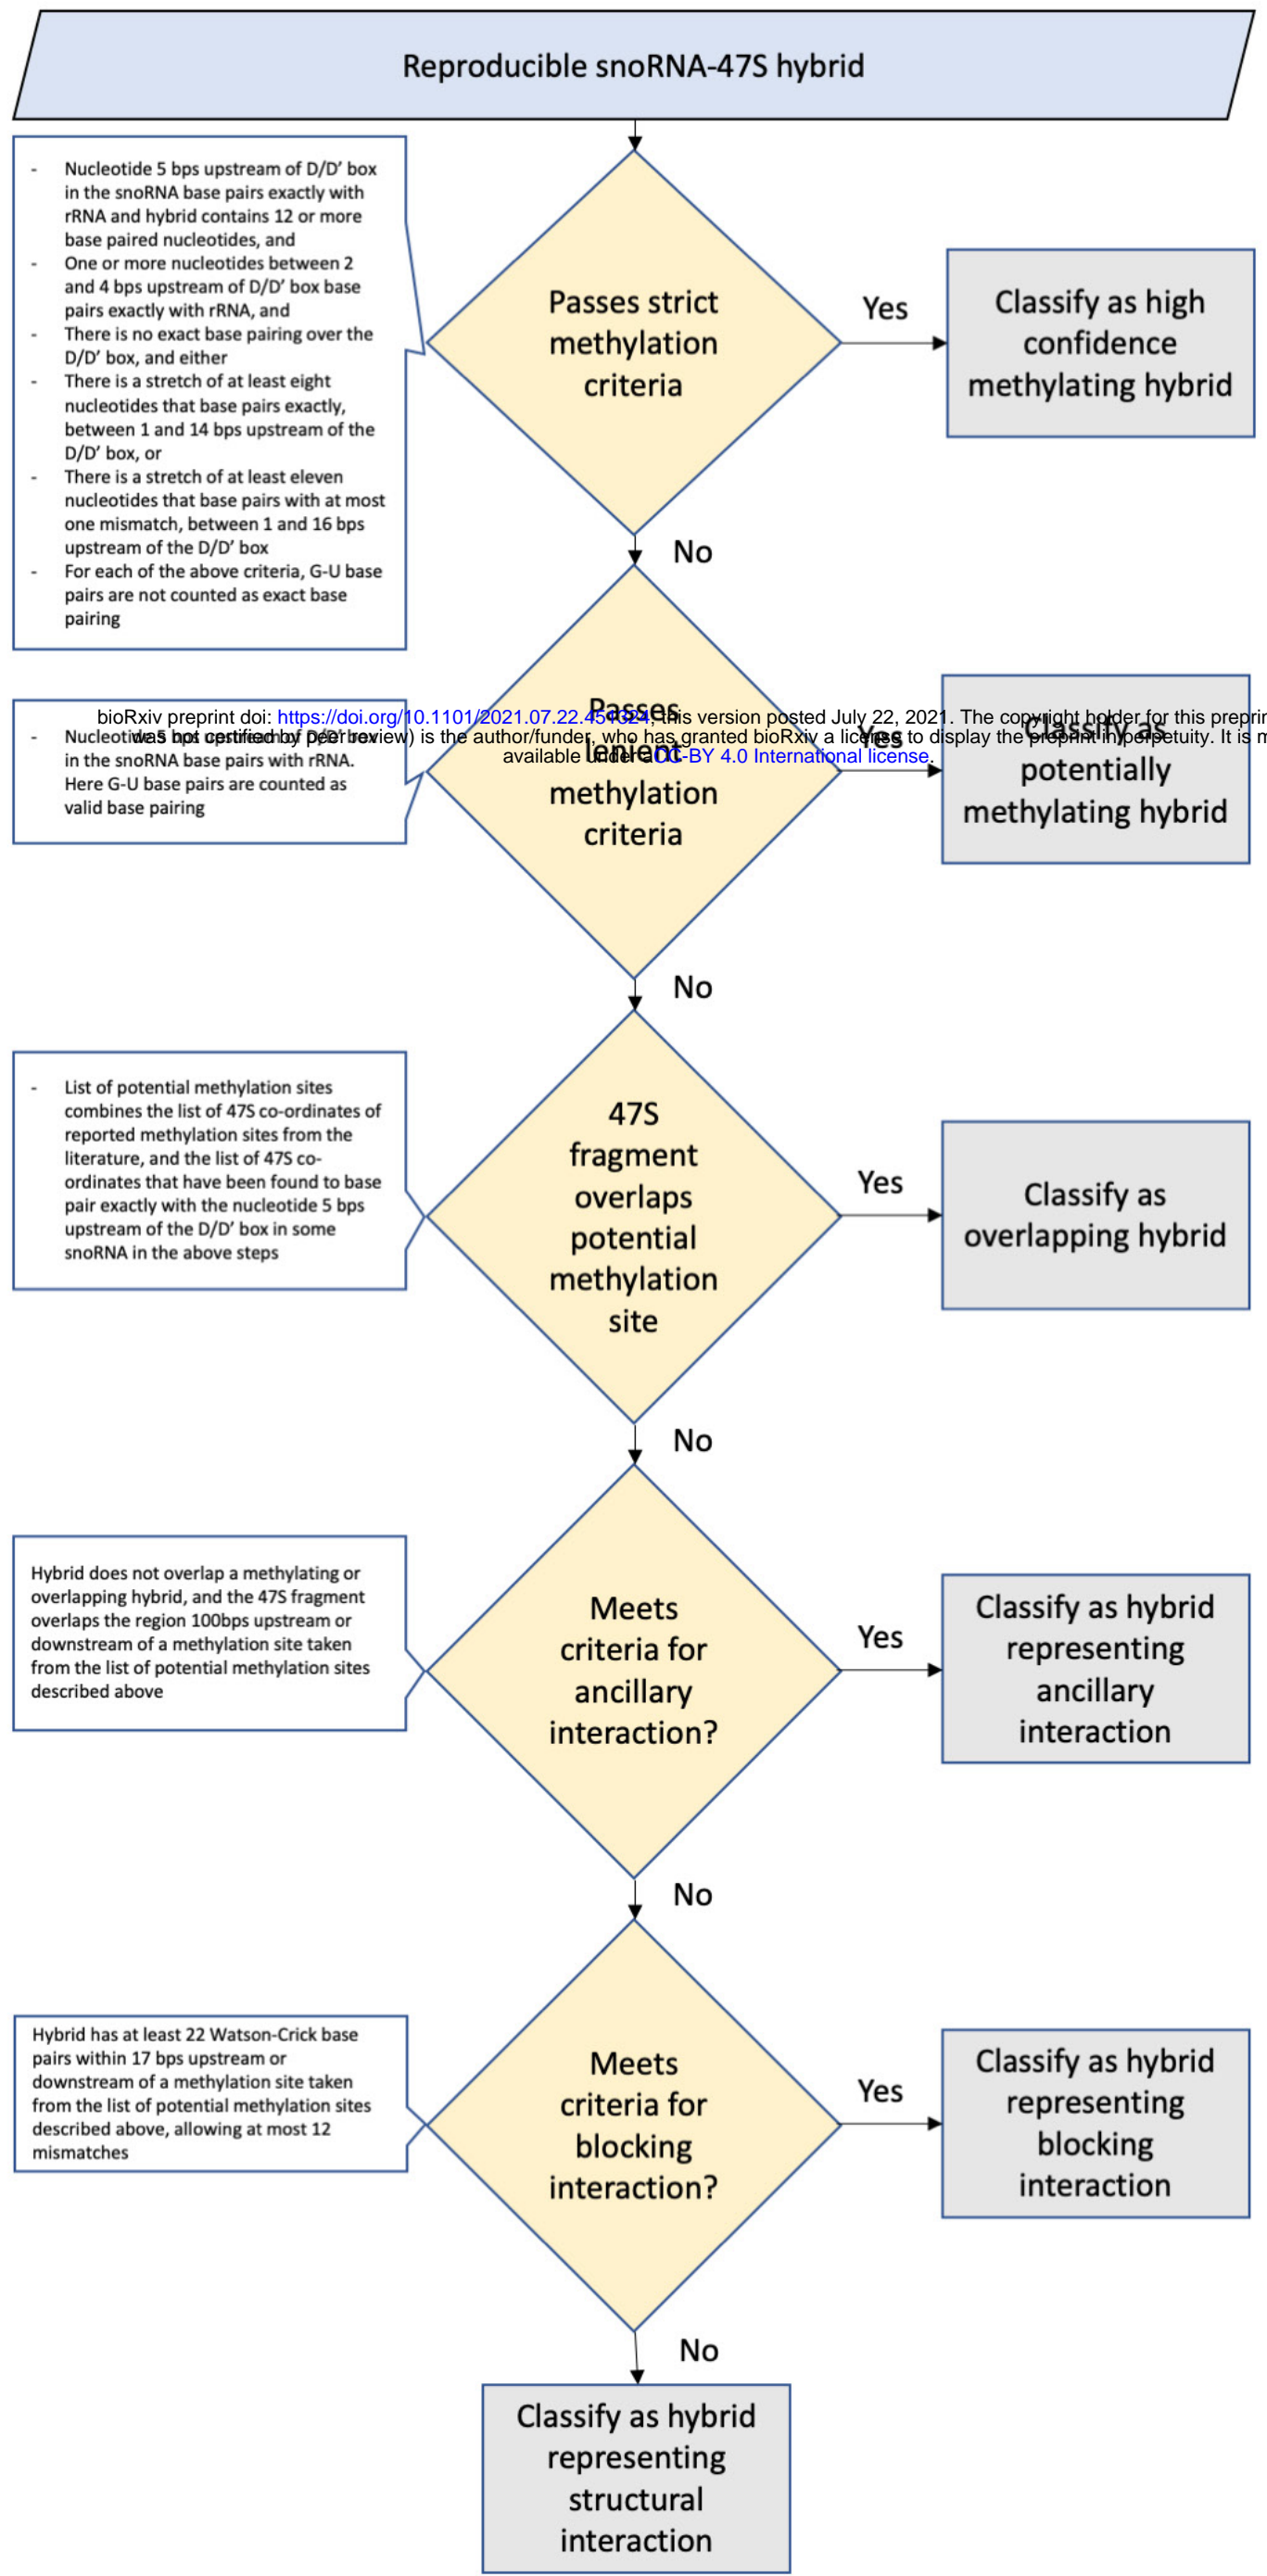 Reproducible snoRNA-47S hybrid
- Nucleotide 5 bps upstream of D/D’ box
in the snoRNA base pairs exactly with
rRNA and hybrid contains 12 or more
base paired nucleotides, and
- One or more nucleotides between 2
and 4 bps upstream of D/D’ box base
pairs exactly with rRNA, and
- There is no exact base pairing over the
D/D’ box, and either
- There is a stretch of at least eight
nucleotides that base pairs exactly,
between 1 and 14 bps upstream of the
D/D’ box, or
- There is a stretch of at least eleven
nucleotides that base pairs with at most
one mismatch, between 1 and 16 bps
upstream of the D/D’ box
- For each of the above criteria, G-U base
pairs are not counted as exact base
pairing
Passes strict
methylation
criteria
Yes
Classify as high
confidence
methylating hybrid
No
bioRxiv preprint doi: https://doi.org/10.1101/2021.07.22.451324; this version posted July 22, 2021. The copyright holder for this preprin
was not certified by peer review) is the author/funder, who has granted bioRxiv a license to display the preprint in perpetuity. It is m
available under aCC-BY 4.0 International license.
- Nucleotide 5 bps upstream of D/D’ box
in the snoRNA base pairs with rRNA.
Here G-U base pairs are counted as
valid base pairing
Passes
lenient
methylation
criteria
Yes
Classify as
potentially
methylating hybrid
No
- List of potential methylation sites
combines the list of 47S co-ordinates of
reported methylation sites from the
literature, and the list of 47S co-
ordinates that have been found to base
pair exactly with the nucleotide 5 bps
upstream of the D/D’ box in some
snoRNA in the above steps
47S
fragment
overlaps
potential
methylation
site
Yes
Classify as
overlapping hybrid
No
Hybrid does not overlap a methylating or
overlapping hybrid, and the 47S fragment
overlaps the region 100bps upstream or
downstream of a methylation site taken
from the list of potential methylation sites
described above
Meets
criteria for
ancillary
interaction?
Yes
Classify as hybrid
representing
ancillary
interaction
No
Hybrid has at least 22 Watson-Crick base
pairs within 17 bps upstream or
downstream of a methylation site taken
from the list of potential methylation sites
described above, allowing at most 12
mismatches
Meets
criteria for
blocking
interaction?
Yes
Classify as hybrid
representing
blocking
interaction
No
Classify as hybrid
representing
structural
interaction